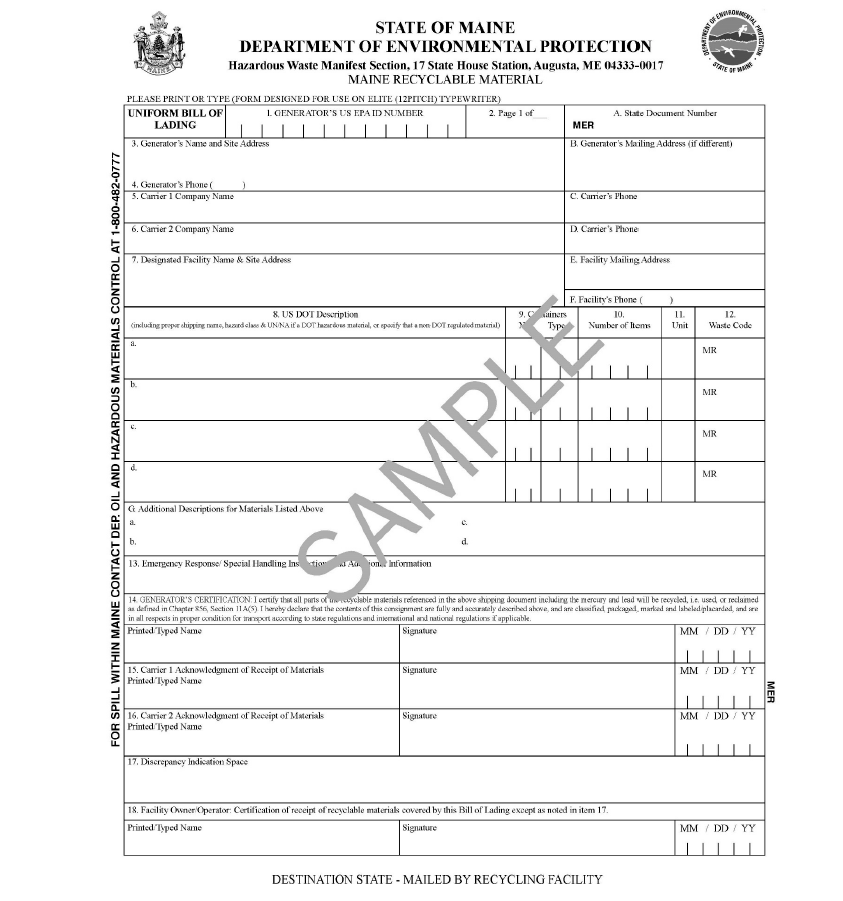 STATE OF MAINE
DEPARTMENT OF ENVIRONMENTAL PROTECTION
Hazardous Waste Manifest Section, 17 State House Station, Augusta, ME 04333-0017
MAINE RECYCLABLE MATERIAL
MAINE
DEPARTMENT OF ENVIRONMENTAL PROTECTION
STATE OF MAINE
PLEASE PRINT OR TYPE (FORM DESIGNED FOR USE ON ELITE (12PITCH) TYPEWRITER)
UNIFORM BILL OF LADING
1. GENERATOR'S US EPA ID NUMBER
2. Page 1 of___
A. State Document Number
MER
3. Generator's Name and Site Address
B. Generator's Mailing Address (if different)
4. Generator's Phone ( )
5. Carrier 1 Company Name
C. Carrier's Phone
6. Carrier 2 Company Name
D. Carrier's Phone
7. Designated Facility Name & Site Address
E. Facility Mailing Address
F. Facility's Phone ( )
8. US DOT Description
(including proper shipping name, hazard class & UN/NA if a DOT hazardous material, or specify that a non-DOT regulated material)
9. Containers
Type
10.
Number of Items
11.
Unit
12.
Waste Code
a.
MR
b.
MR
c.
MR
d.
MR
SAMPLE
G. Additional Descriptions for Materials Listed Above
a. c.
b. d.
13. Emergency Response/ Special Handling Instructions and Additional Information
14. GENERATOR'S CERTIFICATION: I certify that all parts of the recyclable materials referenced in the above shipping document including the mercury and lead will be recycled, i.e. used, or reclaimed
as defined in Chapter 856, Section 11A(5). I hereby declare that the contents of this consignment are fully and accurately described above, and are classified, packaged, marked and labeled/placarded, and are
in all respects in proper condition for transport according to state regulations and international and national regulations if applicable.
Printed/Typed Name
Signature
MM / DD / YY
15. Carrier 1 Acknowledgment of Receipt of Materials
Printed/Typed Name
Signature
MM / DD / YY
16. Carrier 2 Acknowledgment of Receipt of Materials
Printed/Typed Name
Signature
MM / DD / YY
17. Discrepancy Indication Space
18. Facility Owner/Operator: Certification of receipt of recyclable materials covered by this Bill of Lading except as noted in item 17.
Printed/Typed Name
Signature
MM / DD / YY
FOR SPILL WITHIN MAINE CONTACT DEP. OIL AND HAZARDOUS MATERIALS CONTROL AT 1-800-482-0777
MER
DESTINATION STATE - MAILED BY RECYCLING FACILITY